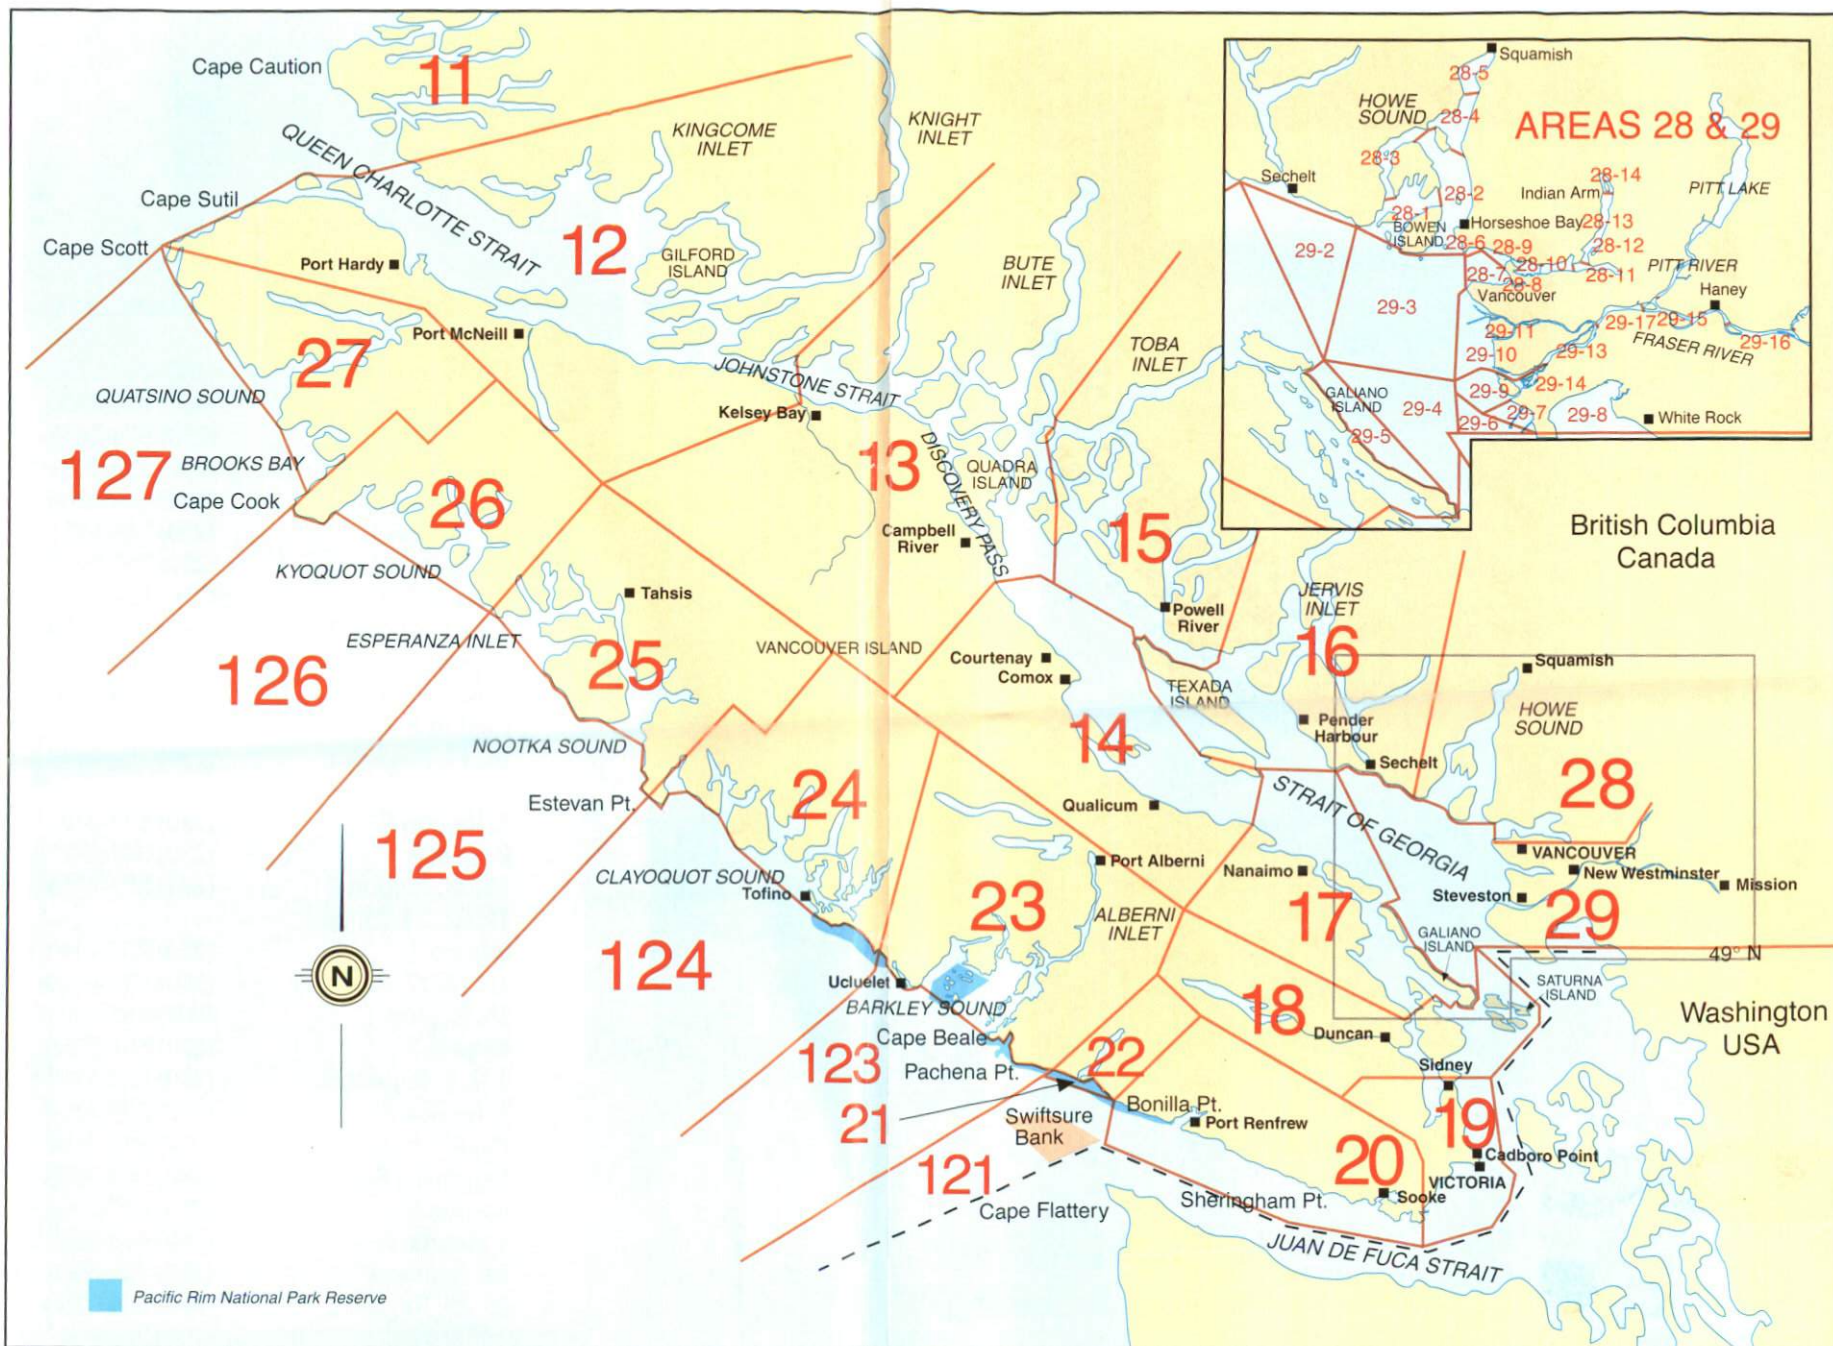 Cape Caution
11
QUEEN CHARLOTTE STRAIT
KINGCOME
INLET
KNIGHT
INLET
Cape Sutil
Cape Scott
12
GILFORD
ISLAND
Port Hardy
BUTE
INLET
Port McNeill
27
TOBA
INLET
JOHNSTONE STRAIT
QUATSINO SOUND
Kelsey Bay
127
BROOKS BAY
Cape Cook
26
13
DISCOVERY PASS
QUADRA
ISLAND
Campbell
River
15
KYOQUOT SOUND
Tahsis
Powell
River
JERVIS
INLET
16
ESPERANZA INLET
126
25
VANCOUVER ISLAND
Courtenay
Comox
TEXADA
ISLAND
Squamish
Pender
Harbour
HOWE
SOUND
NOOTKA SOUND
14
Sechelt
Estevan Pt.
24
Qualicum
STRAIT OF GEORGIA
28
125
CLAYOQUOT SOUND
Tofino
Port Alberni
Nanaimo
VANCOUVER
New Westminster
Mission
Steveston
23
ALBERNI
INLET
17
29
GALIANO
ISLAND
49° N
124
N
Ucluelet
BARKLEY SOUND
SATURNA
ISLAND
18
Duncan
Washington
USA
Cape Beale
Pachena Pt.
123
22
Sidney
21
Swiftsure
Bank
Bonilla Pt.
Port Renfrew
19
Cadboro Point
VICTORIA
20
121
Sooke
Sheringham Pt.
Cape Flattery
JUAN DE FUCA STRAIT
Pacific Rim National Park Reserve
British Columbia
Canada
AREAS 28 & 29
Squamish
28-5
HOWE
SOUND
28-4
28-3
Sechelt
28-14
Indian Arm
PITT LAKE
28-2
28-1
BOWEN
ISLAND
Horseshoe Bay
28-13
28-6
28-9
28-12
29-2
28-10
28-11
PITT RIVER
28-7
28-8
Vancouver
Haney
29-3
29-11
29-17
29-15
29-16
FRASER RIVER
29-10
29-13
29-14
29-9
GALIANO
ISLAND
29-4
29-7
29-8
White Rock
29-6
29-5